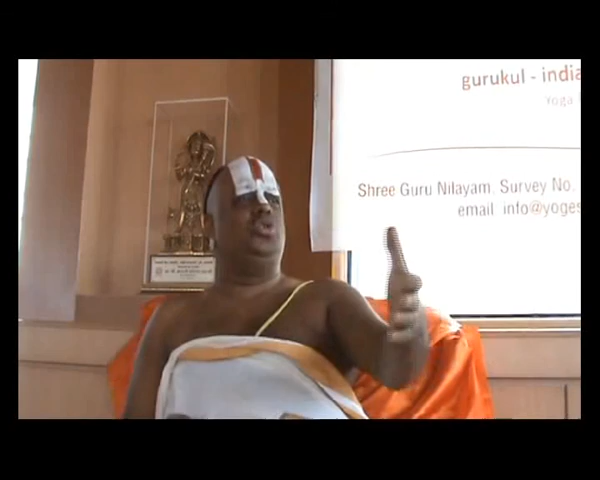 gurukul - india
Yoga
Shree Guru Nilayam, Survey No.
email info@yoges